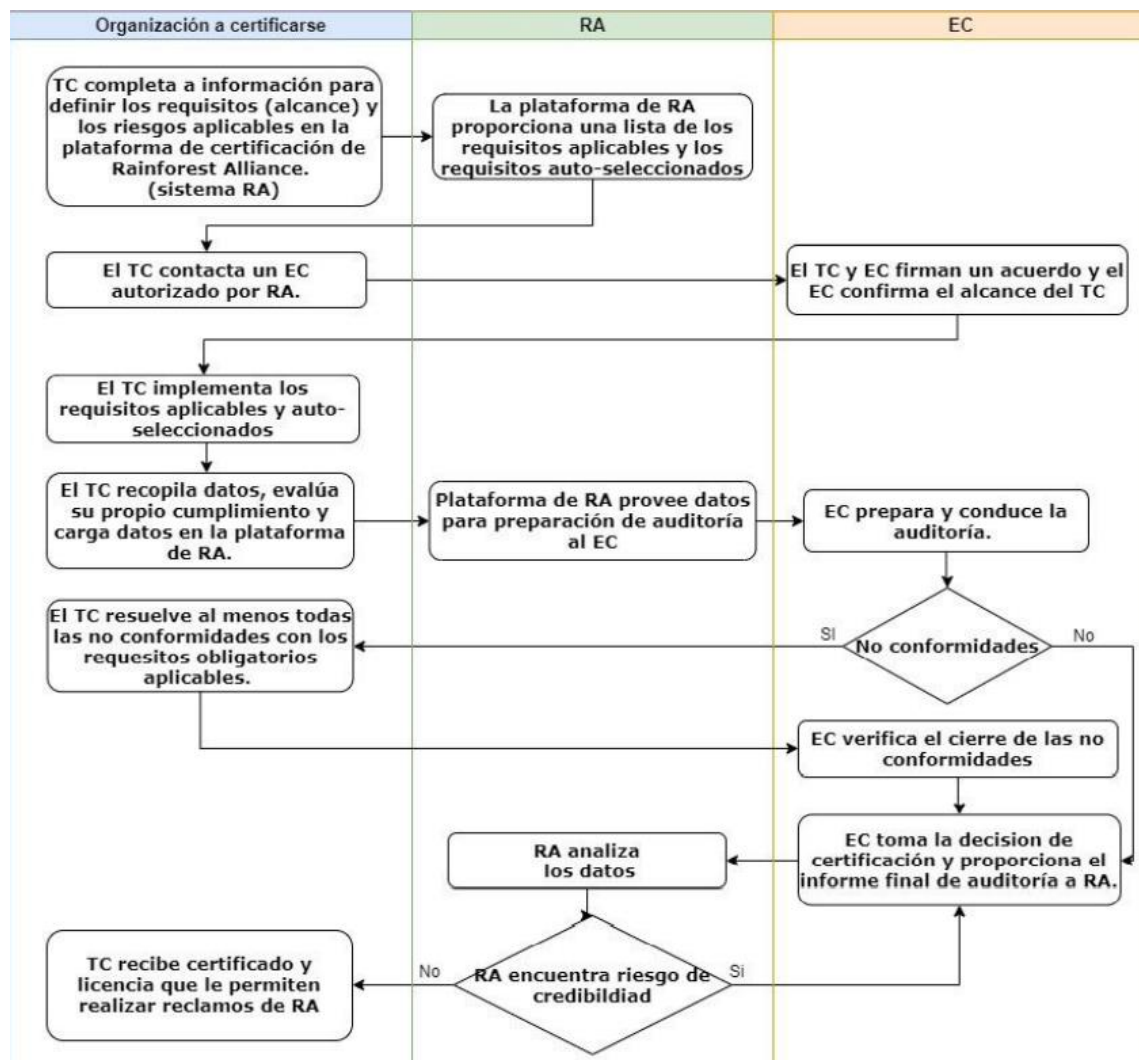 Organización a certificarse
RA
EC
TC completa a información para
definir los requisitos (alcance) y
los riesgos aplicables en la
plataforma de certificación de
Rainforest Alliance.
(sistema RA)
La plataforma de RA
proporciona una lista de los
requisitos aplicables y los
requisitos auto-seleccionados
El TC contacta un EC
autorizado por RA.
El TC y EC firman un acuerdo y el
EC confirma el alcance del TC
El TC implementa los
requisitos aplicables y auto-
seleccionados
El TC recopila datos, evalúa
su propio cumplimiento y
carga datos en la plataforma
de RA.
Plataforma de RA provee datos
para preparación de auditoría
al EC
EC prepara y conduce la
auditoría.
El TC resuelve al menos todas
las no conformidades con los
requesitos obligatorios
aplicables.
SI
No conformidades
No
EC verifica el cierre de las no
conformidades
EC toma la decision de
certificación y proporciona el
informe final de auditoría a RA.
RA analiza
los datos
TC recibe certificado y
licencia que le permiten
realizar reclamos de RA
No
RA encuentra riesgo de
credibildiad
Si